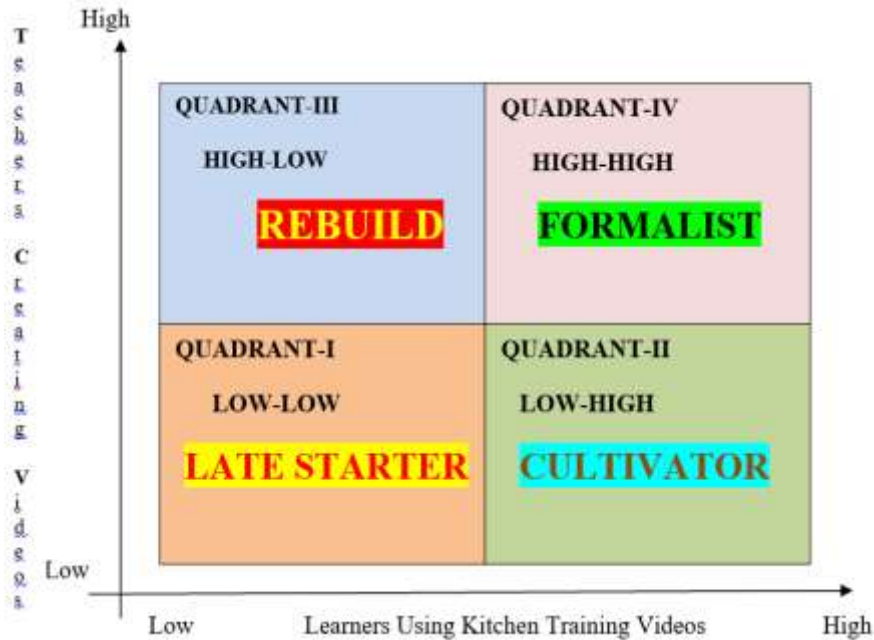 High
Teachers Creating Videos
QUADRANT-III
HIGH-LOW
REBUILD
QUADRANT-IV
HIGH-HIGH
FORMALIST
QUADRANT-I
LOW-LOW
LATE STARTER
QUADRANT-II
LOW-HIGH
CULTIVATOR
Low
Low Learners Using Kitchen Training Videos High